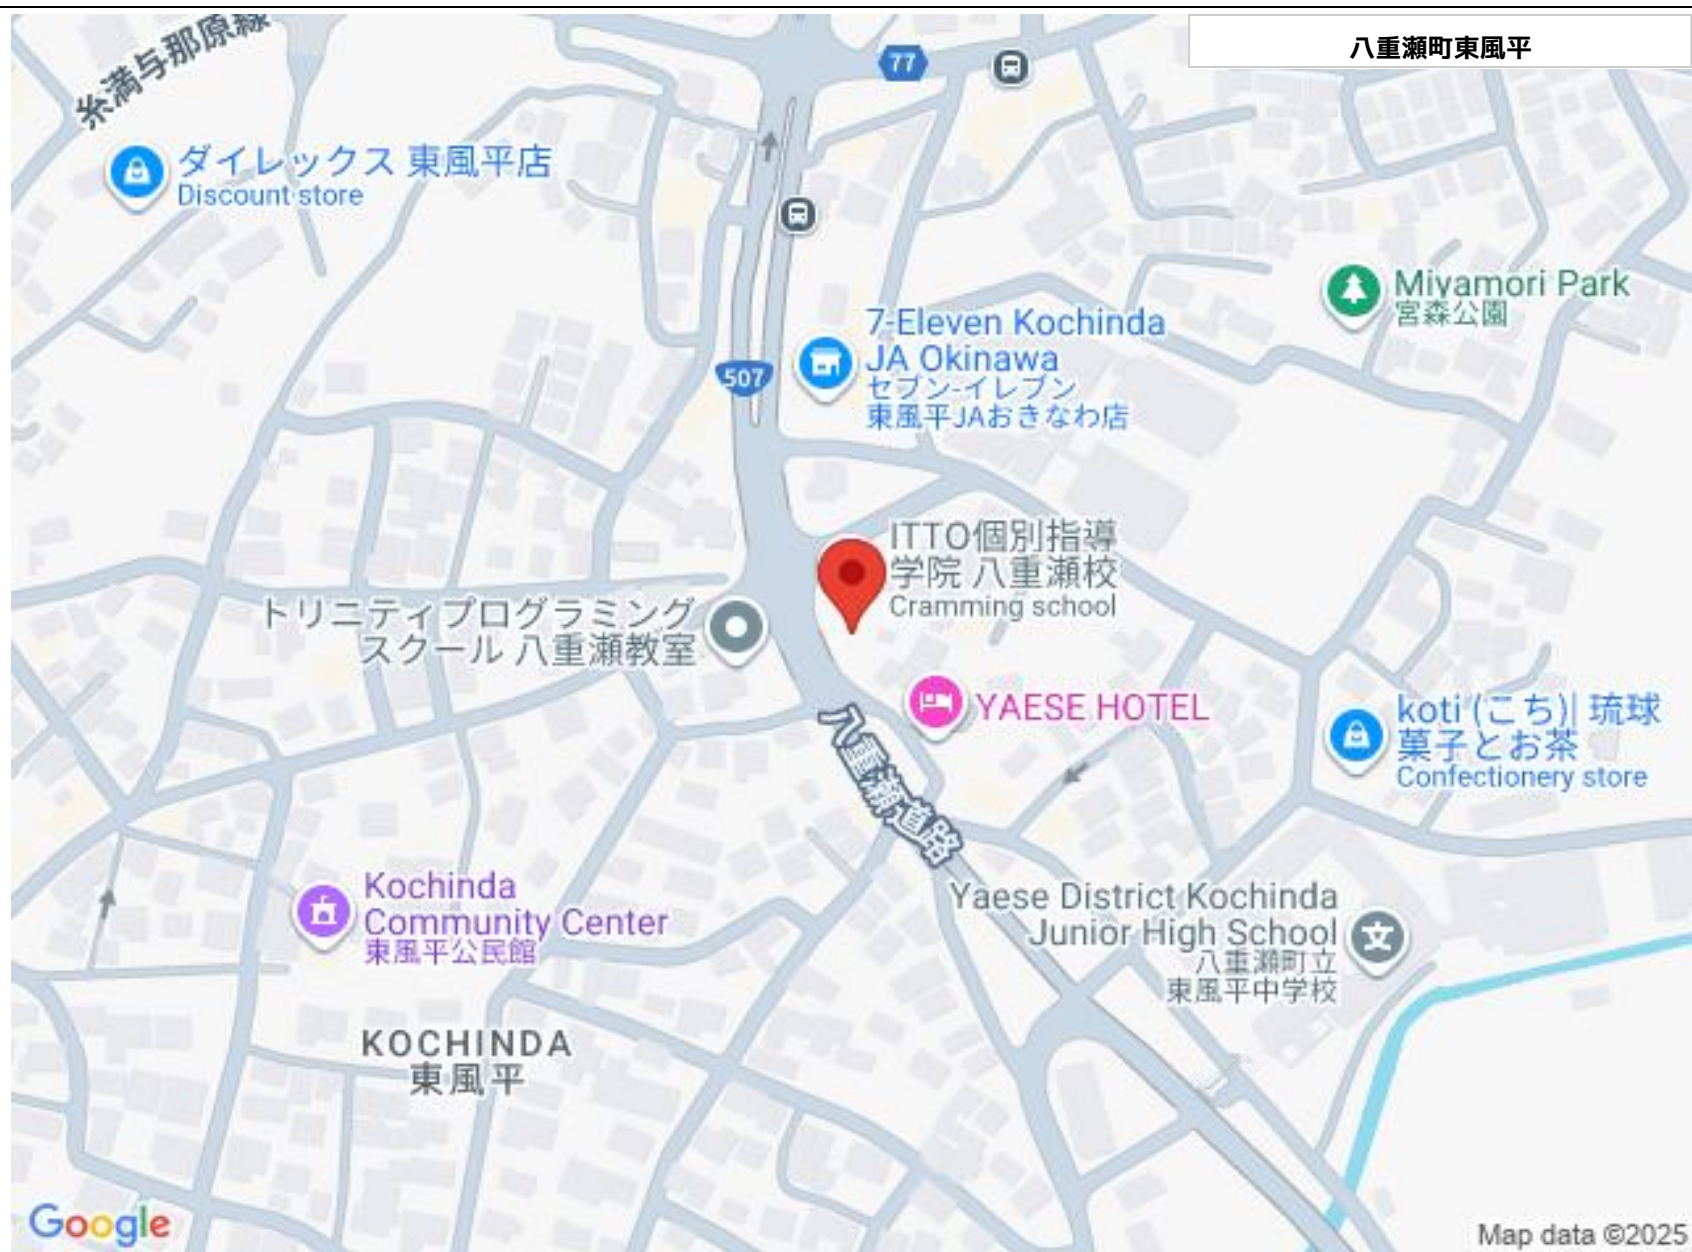 八重瀬町東風平
糸満与那原線
77
ダイレックス 東風平店
Discount store
Miyamori Park
宮森公園
7-Eleven Kochinda
JA Okinawa
セブン-イレブン
東風平JAおきなわ店
507
ITTO個別指導
学院 八重瀬校
Cramming school
トリニティプログラミング
スクール 八重瀬教室
YAESE HOTEL
koti (こち)| 琉球
菓子とお茶
Confectionery store
八重瀬道路
Kochinda
Community Center
東風平公民館
Yaese District Kochinda
Junior High School
八重瀬町立
東風平中学校
文
KOCHINDA
東風平
Google
Map data ©2025